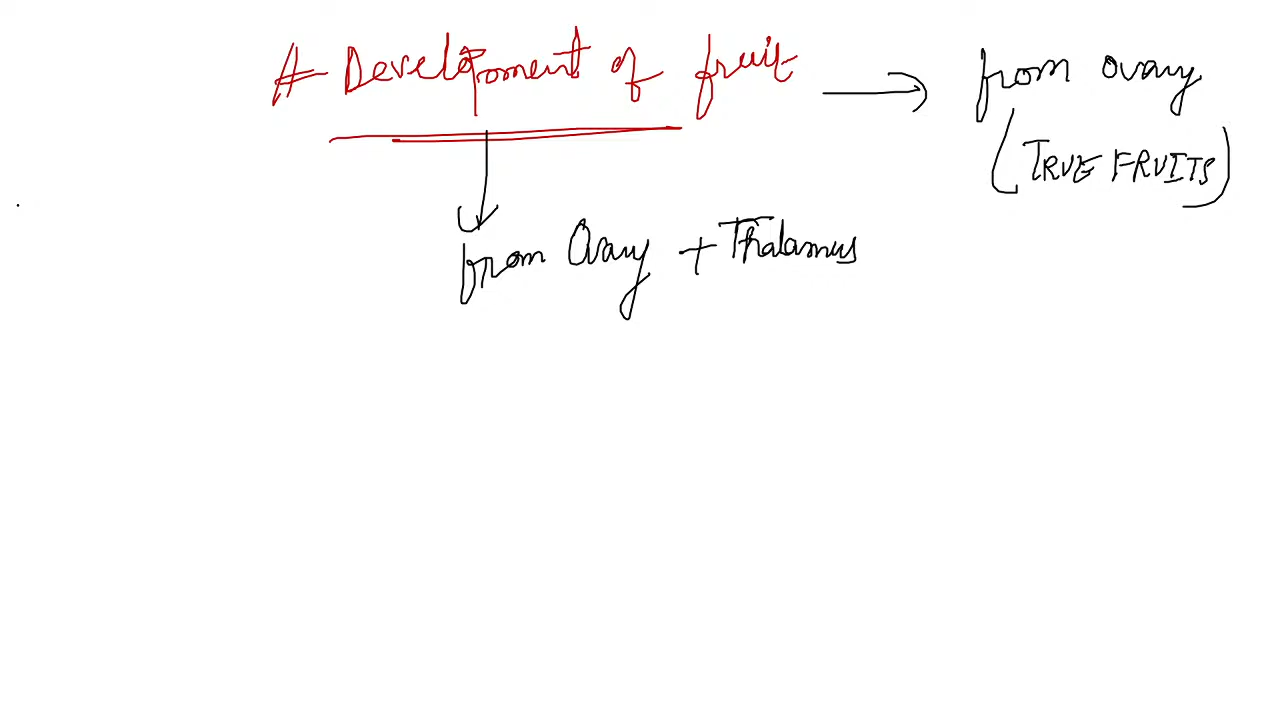 # Development of fruit → from ovary
(TRUE FRUITS)
from Ovary + Thalamus